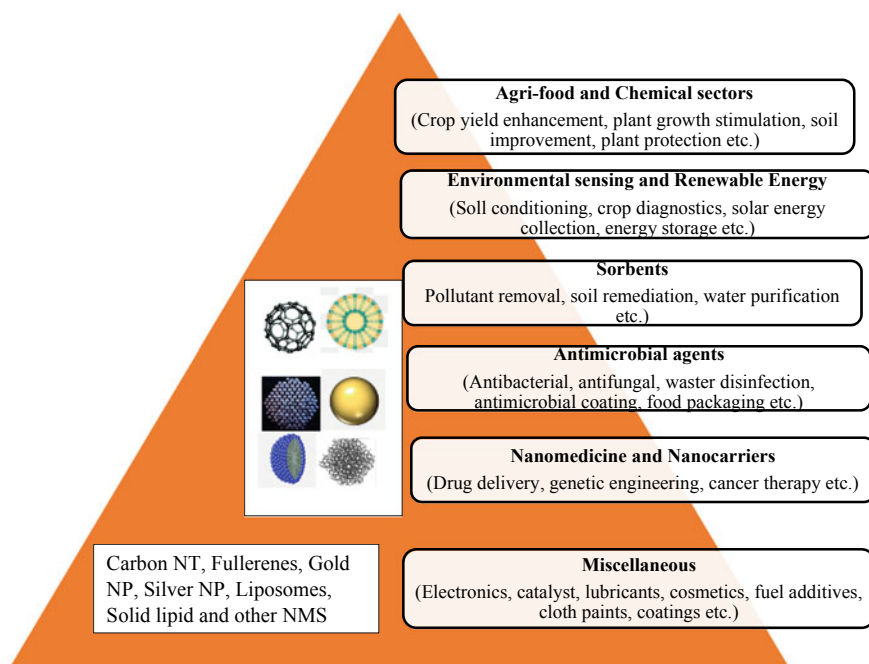 Agri-food and Chemical sectors
(Crop yield enhancement, plant growth stimulation, soil
improvement, plant protection etc.)
Environmental sensing and Renewable Energy
(Soll conditioning, crop diagnostics, solar energy
collection, energy storage etc.)
Sorbents
Pollutant removal, soil remediation, water purification
etc.)
Antimicrobial agents
(Antibacterial, antifungal, waster disinfection,
antimicrobial coating, food packaging etc.)
Nanomedicine and Nanocarriers
(Drug delivery, genetic engineering, cancer therapy etc.)
Carbon NT, Fullerenes, Gold
NP, Silver NP, Liposomes,
Solid lipid and other NMS
Miscellaneous
(Electronics, catalyst, lubricants, cosmetics, fuel additives,
cloth paints, coatings etc.)